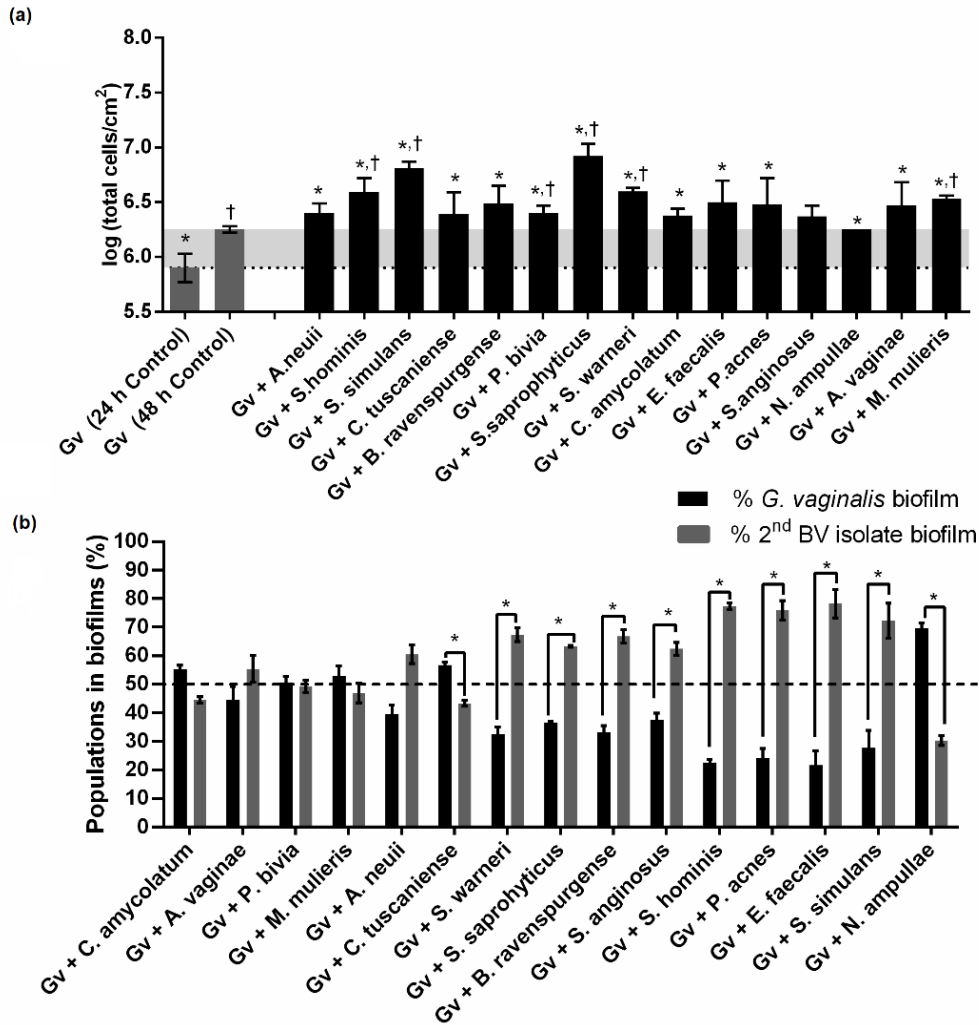 (a)
log (total cells/cm2)
8.0
7.5
7.0
6.5
6.0
5.5
*
†
*
*,†
*,†
*
*
*,†
*,†
*,†
*
*
*
*
*
*,†
Gv (24 h Control)
Gv (48 h Control)
Gv + A.neuii
Gv + S.hominis
Gv + S. simulans
Gv + C. tuscaniense
Gv + B. ravenspurgense
Gv + P. bivia
Gv + S.saprophyticus
Gv + S. warneri
Gv + C. amycolatum
Gv + E. faecalis
Gv + P.acnes
Gv + S.anginosus
Gv + N. ampullae
Gv + A. vaginae
Gv + M. mulieris
% G. vaginalis biofilm
% 2nd BV isolate biofilm
(b)
Populations in biofilms (%)
100
90
80
70
60
50
40
30
20
10
0
*
*
*
*
*
*
*
*
*
*
Gv + C. amycolatum
Gv + A. vaginae
Gv + P. bivia
Gv + M. mulieris
Gv + A. neuii
Gv + C. tuscaniense
Gv + S. warneri
Gv + S. saprohyticus
Gv + B. ravenspurgense
Gv + S. anginosus
Gv + S. hominis
Gv + P. acnes
Gv + E. faecalis
Gv + S. simulans
Gv + N. ampullae